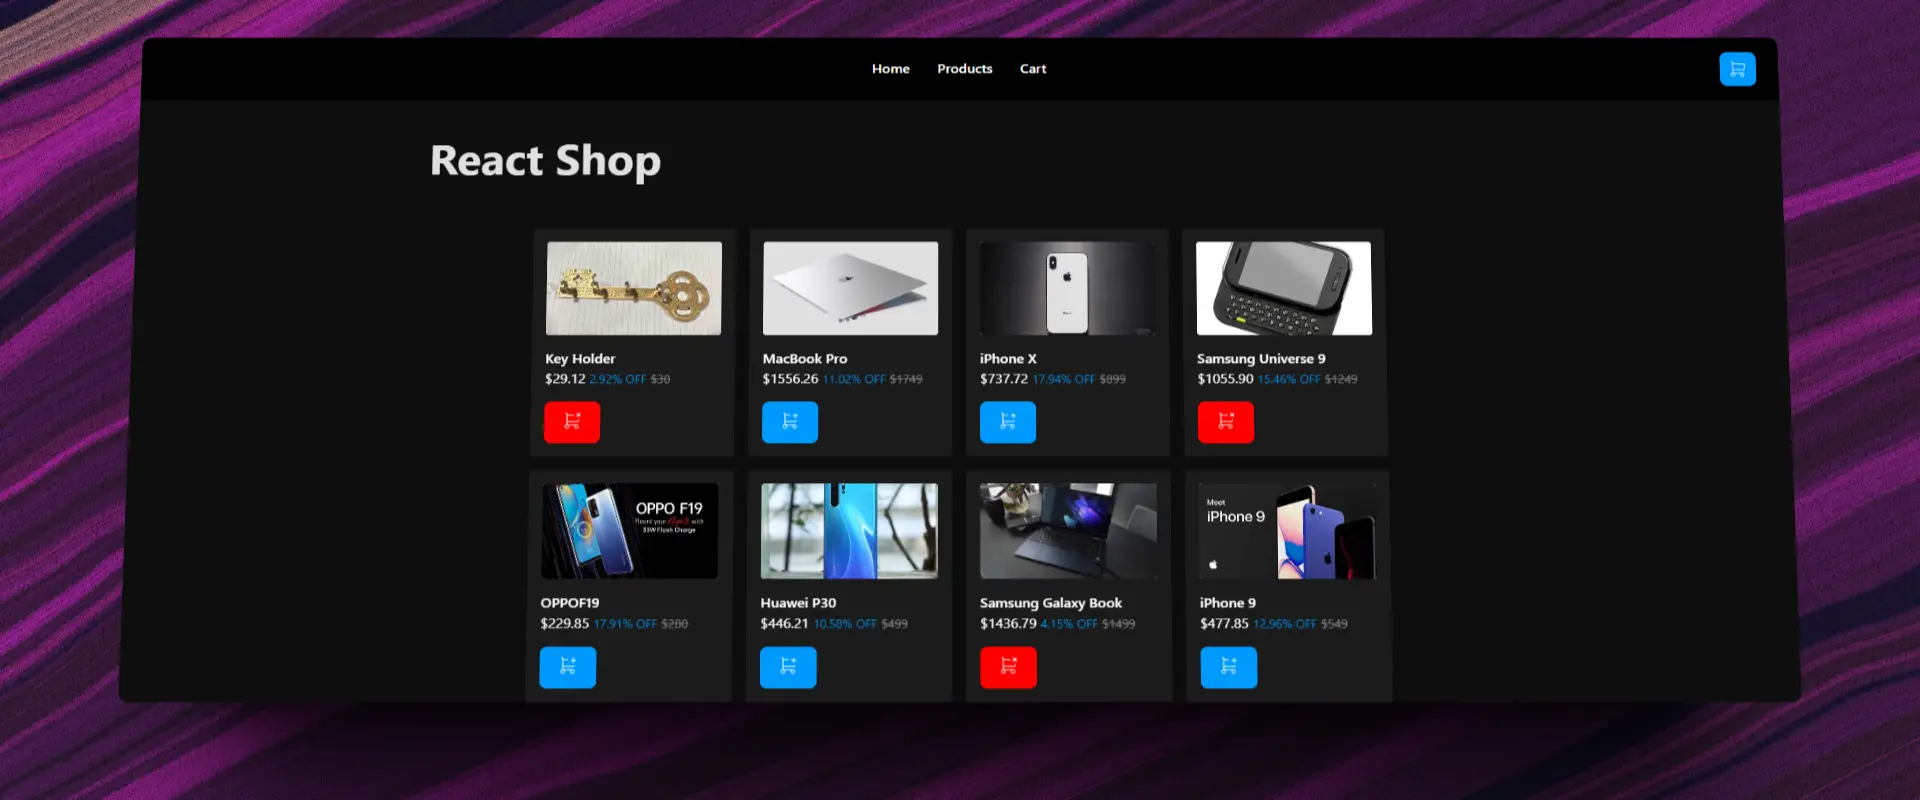 Home Products Cart
React Shop
Key Holder
$29.12 2.92% OFF $30
MacBook Pro
$1556.26 11.02% OFF $1749
iPhone X
$737.72 17.94% OFF $899
Samsung Universe 9
$1055.90 15.46% OFF $1249
OPPO F19
Flaunt your Nights with
33W Flash Charge
Meet
iPhone 9
OPPOF19
$229.85 17.91% OFF $280
Huawei P30
$446.21 10.58% OFF $499
Samsung Galaxy Book
$1436.79 4.15% OFF $1499
iPhone 9
$477.85 12.96% OFF $549